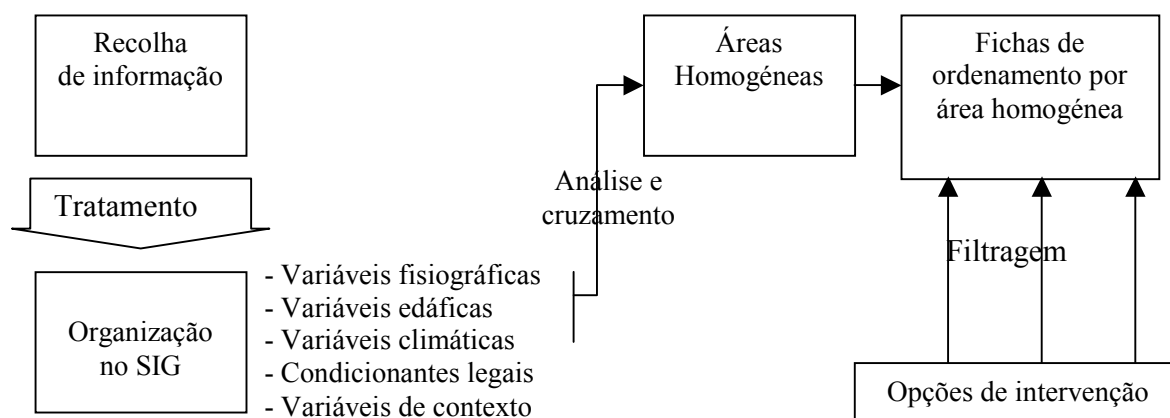 Recolha
de informação
Tratamento
Organização
no SIG
- Variáveis fisiográficas
- Variáveis edáficas
- Variáveis climáticas
- Condicionantes legais
- Variáveis de contexto
Análise e
cruzamento
Áreas
Homogéneas
Fichas de
ordenamento por
área homogénea
Filtragem
Opções de intervenção